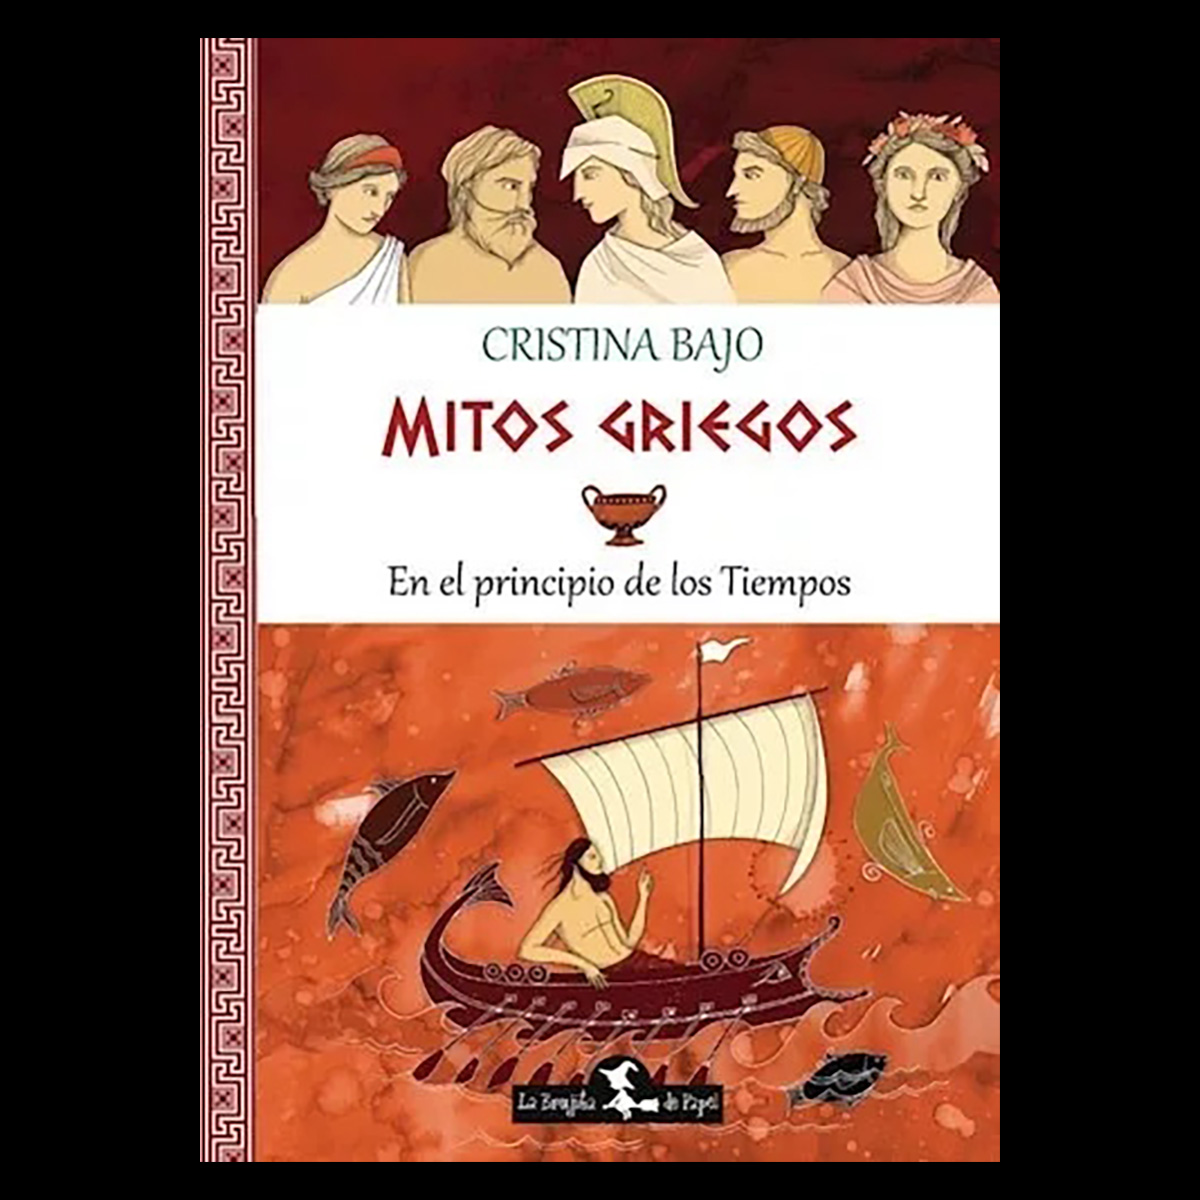 CRISTINA BAJO
MITOS GRIEGOS
En el principio de los Tiempos
La Brujita de Papel